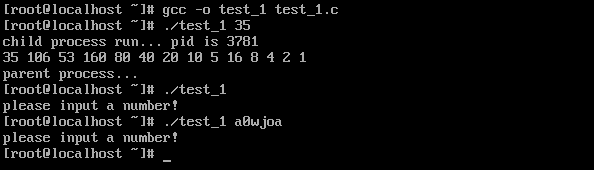 [root@localhost ]# gcc -o test_1 test_1.c
[root@localhost ]# ./test_1 35
child process run... pid is 3781
35 106 53 160 80 40 20 10 5 16 8 4 2 1
parent process...
[root@localhost ]# ./test_1
please input a number!
[root@localhost ]# ./test_1 a0wjoa
please input a number!
[root@localhost ]# _